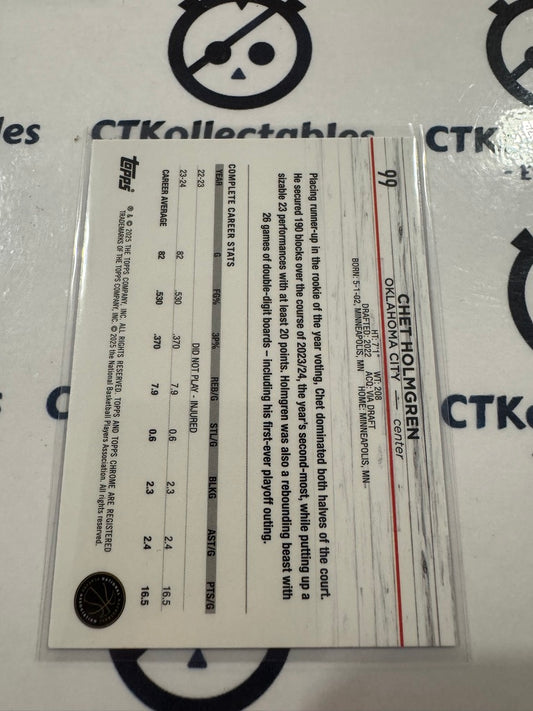 CTKollectables
CTKollectables
CTK
99
CHET HOLMGREN
OKLAHOMA CITY center
HT: 7'1" WT: 208
DRAFTED: 2022 ACQ: VIA DRAFT
BORN: 5-1-02, MINNEAPOLIS, MN HOME: MINNEAPOLIS, MN
Placing runner-up in the rookie of the year voting, Chet dominated both halves of the court.
He secured 190 blocks over the course of 2023/24, the year's second-most, while putting up a
sizable 23 performances with at least 20 points. Holmgren was also a rebounding beast with
26 games of double-digit boards – including his first-ever playoff outing.
COMPLETE CAREER STATS
YEAR G FG% 3P% REB/G STL/G BLKG AST/G PTS/G
22-23 DID NOT PLAY - INJURED
23-24 82 .530 .370 7.9 0.6 2.3 2.4 16.5
CAREER AVERAGE 82 .530 .370 7.9 0.6 2.3 2.4 16.5
topps
® & © 2025 THE TOPPS COMPANY, INC. ALL RIGHTS RESERVED. TOPPS AND TOPPS CHROME ARE REGISTERED
TRADEMARKS OF THE TOPPS COMPANY, INC. © 2025 the National Basketball Players Association. All rights reserved.